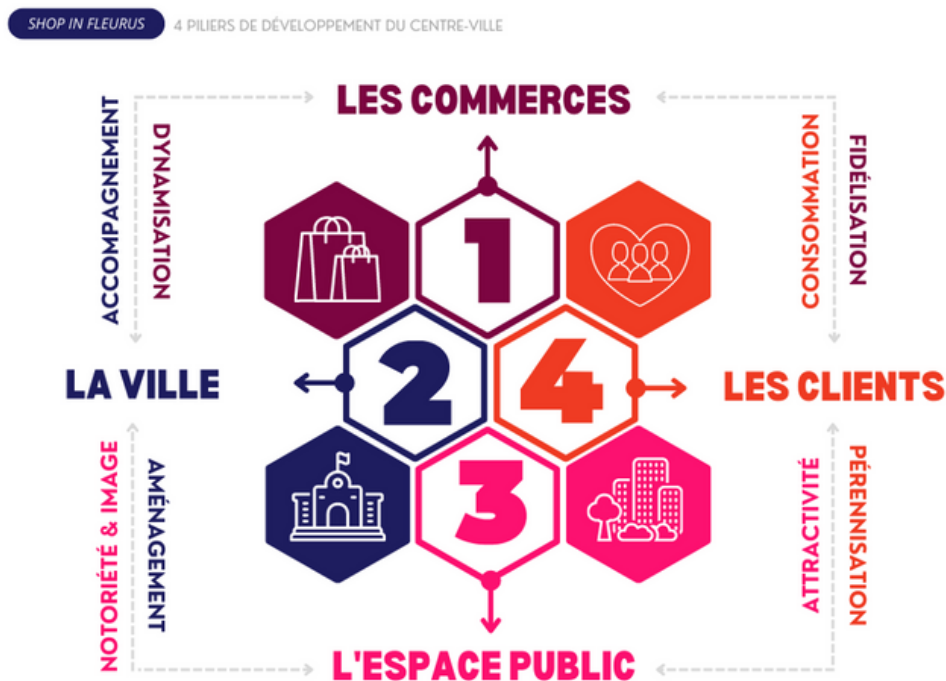 SHOP IN FLEURUS
4 PILIERS DE DÉVELOPPEMENT DU CENTRE-VILLE
LES COMMERCES
ACCOMPAGNEMENT
DYNAMISATION
CONSOMMATION
FIDÉLISATION
1
2
4
LA VILLE
LES CLIENTS
3
NOTORIÉTÉ & IMAGE
AMÉNAGEMENT
ATTRACTIVITÉ
PÉRENNISATION
L'ESPACE PUBLIC